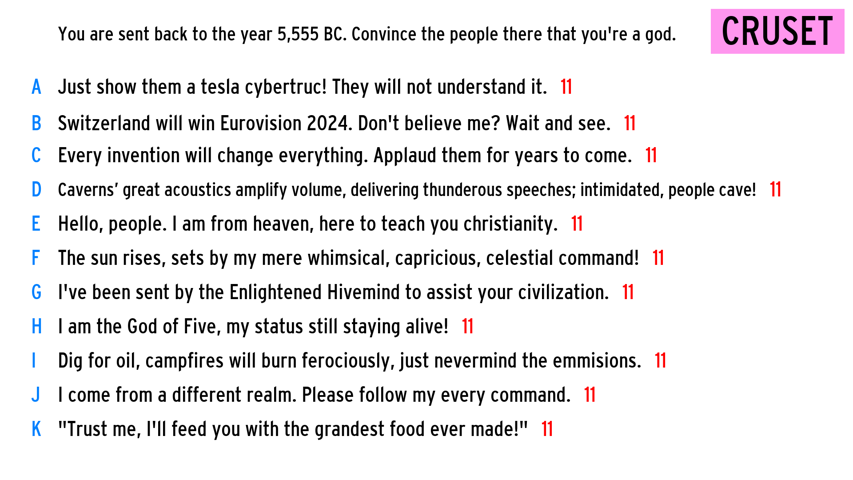 You are sent back to the year 5,555 BC. Convince the people there that you're a god.
CRUSET
A Just show them a tesla cybertruc! They will not understand it. 11
B Switzerland will win Eurovision 2024. Don't believe me? Wait and see. 11
C Every invention will change everything. Applaud them for years to come. 11
D Caverns' great acoustics amplify volume, delivering thunderous speeches; intimidated, people cave! 11
E Hello, people. I am from heaven, here to teach you christianity. 11
F The sun rises, sets by my mere whimsical, capricious, celestial command! 11
G I've been sent by the Enlightened Hivemind to assist your civilization. 11
H I am the God of Five, my status still staying alive! 11
I Dig for oil, campfires will burn ferociously, just nevermind the emmisions. 11
J I come from a different realm. Please follow my every command. 11
K "Trust me, I'll feed you with the grandest food ever made!" 11